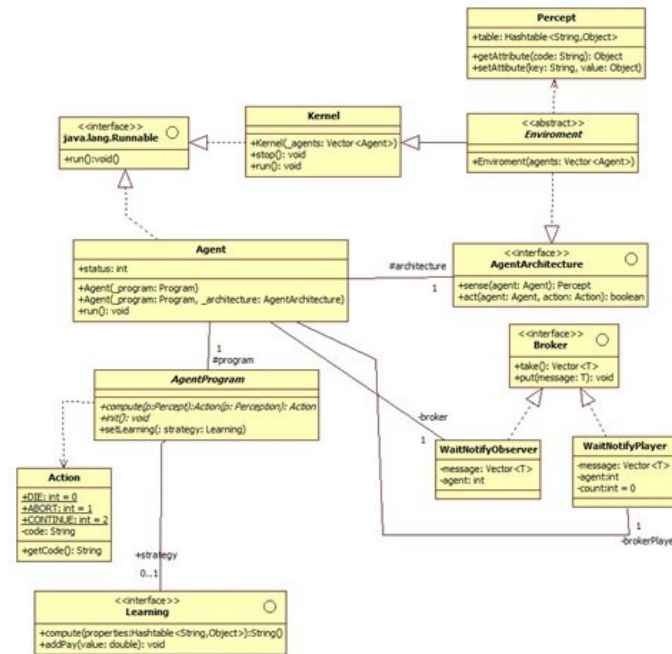 Percept
+table: Hashtable<String,Object>
+getAttribute(code: String): Object
+setAttibute(key: String, value: Object)
<<interface>>
java.lang.Runnable
+run():void()
Kernel
+Kernel(_agents: Vector<Agent>)
+stop(): void
+run(): void
<<abstract>>
Enviroment
+Enviroment(agents: Vector<Agent>)
Agent
+status: int
+Agent(_program: Program)
+Agent(_program: Program, _architecture: AgentArchitecture)
+run(): void
#architecture
1
<<interface>>
AgentArchitecture
+sense(agent: Agent): Percept
+act(agent: Agent, action: Action): boolean
<<interface>>
Broker
+take(): Vector<T>
+put(message: T): void
1
#program
AgentProgram
+compute(p:Percept):Action(p: Perception): Action
+init(): void
+setLearning(: strategy: Learning)
-broker
1
WaitNotifyObserver
-message: Vector<T>
-agent: int
WaitNotifyPlayer
-message: Vector<T>
-agent:int
-count:int = 0
1
-brokerPlaye
Action
+DIE: int = 0
+ABORT: int = 1
+CONTINUE: int = 2
-code: String
+getCode(): String
+strategy
0..1
<<interface>>
Learning
+compute(properties:Hashtable<String,Object>):String()
+addPay(value: double): void